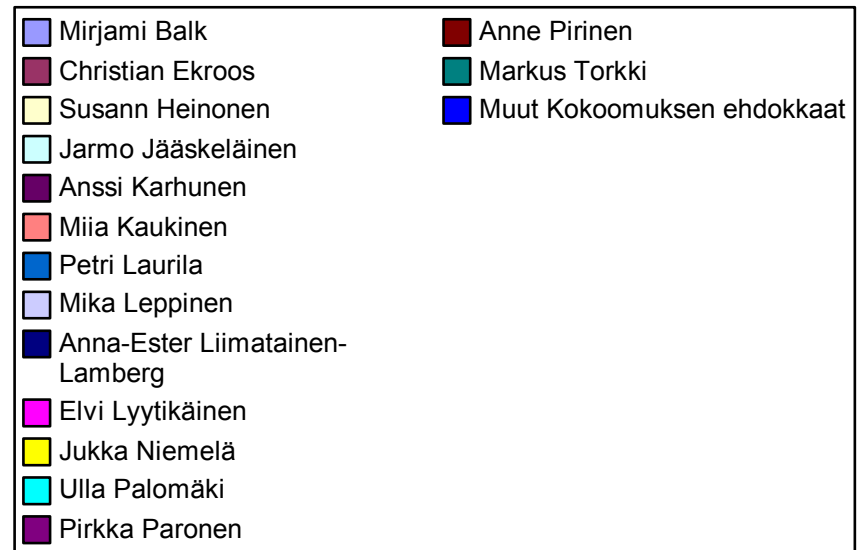 Mirjami Balk
Christian Ekroos
Susann Heinonen
Jarmo Jääskeläinen
Anssi Karhunen
Miia Kaukinen
Petri Laurila
Mika Leppinen
Anna-Ester Liimatainen-
Lamberg
Elvi Lyytikäinen
Jukka Niemelä
Ulla Palomäki
Pirkka Paronen
Anne Pirinen
Markus Torkki
Muut Kokoomuksen ehdokkaat